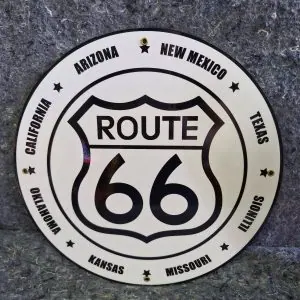 CALIFORNIA
ARIZONA
NEW MEXICO
TEXAS
ILLINOIS
MISSOURI
KANSAS
OKLAHOMA
ROUTE
66